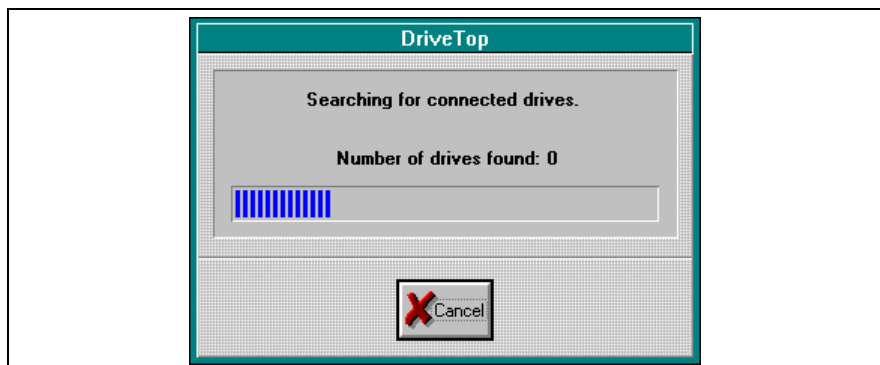 DriveTop
Searching for connected drives.
Number of drives found: 0
Cancel